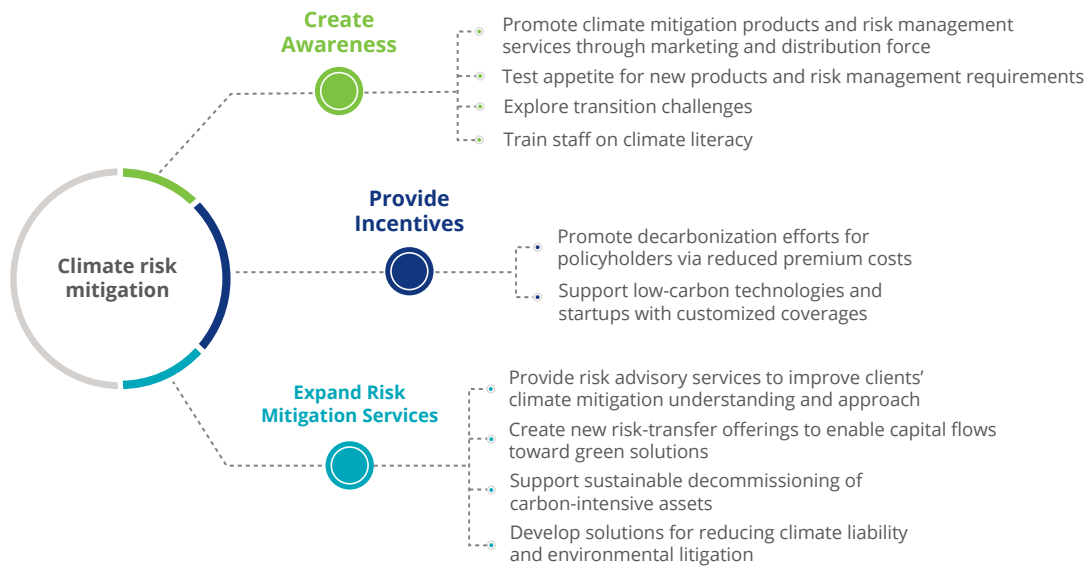 Create
Awareness
Promote climate mitigation products and risk management
services through marketing and distribution force
Test appetite for new products and risk management requirements
Explore transition challenges
Train staff on climate literacy
Climate risk
mitigation
Provide
Incentives
Promote decarbonization efforts for
policyholders via reduced premium costs
Support low-carbon technologies and
startups with customized coverages
Expand Risk
Mitigation Services
Provide risk advisory services to improve clients’
climate mitigation understanding and approach
Create new risk-transfer offerings to enable capital flows
toward green solutions
Support sustainable decommissioning of
carbon-intensive assets
Develop solutions for reducing climate liability
and environmental litigation